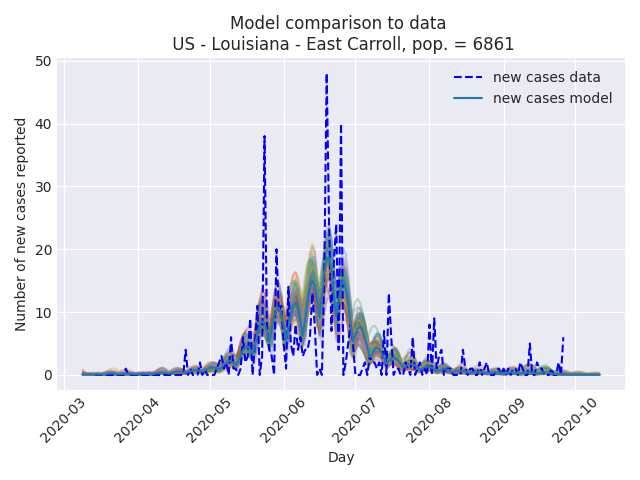 Model comparison to data
US - Louisiana - East Carroll, pop. = 6861
50
40
30
20
10
0
Number of new cases reported
new cases data
new cases model
2020-03
2020-04
2020-05
2020-06
2020-07
2020-08
2020-09
2020-10
Day